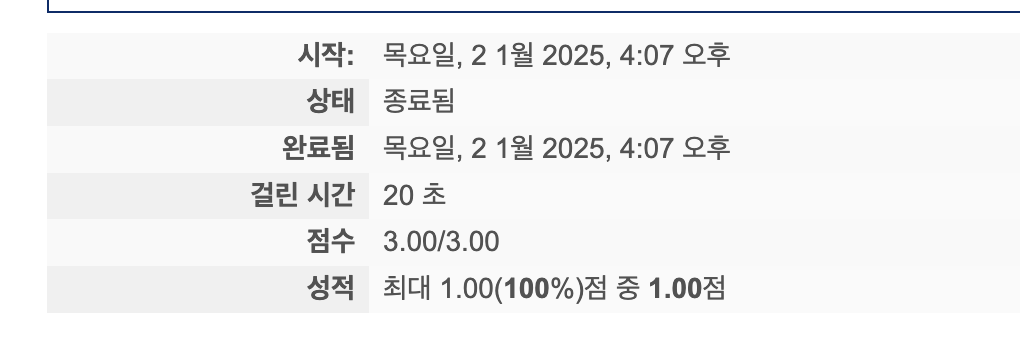 시작: 목요일, 2 1월 2025, 4:07 오후
상태 종료됨
완료됨 목요일, 2 1월 2025, 4:07 오후
걸린 시간 20 초
점수 3.00/3.00
성적 최대 1.00(100%)점 중 1.00점